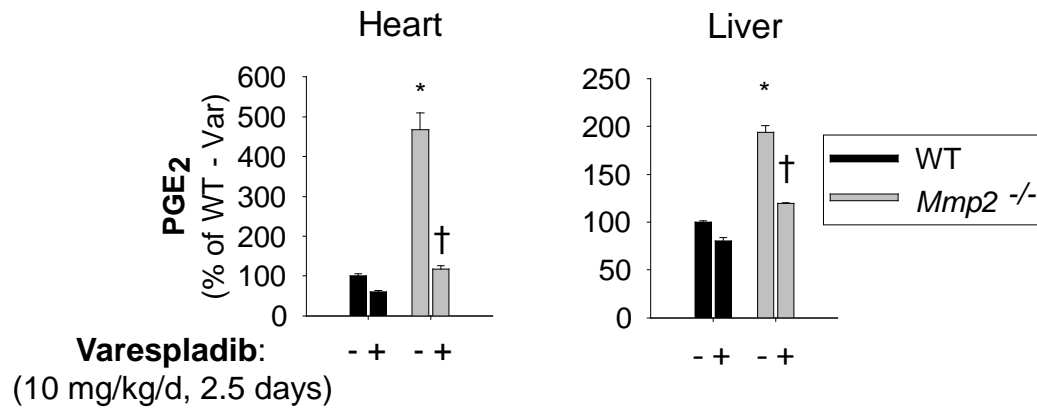 Heart
Liver
PGE2
(% of WT - Var)
600
500
400
300
200
100
0
*
†
250
200
150
100
50
0
*
†
WT
Mmp2 -/-
Varespladib:
- + - +
- + - +
(10 mg/kg/d, 2.5 days)